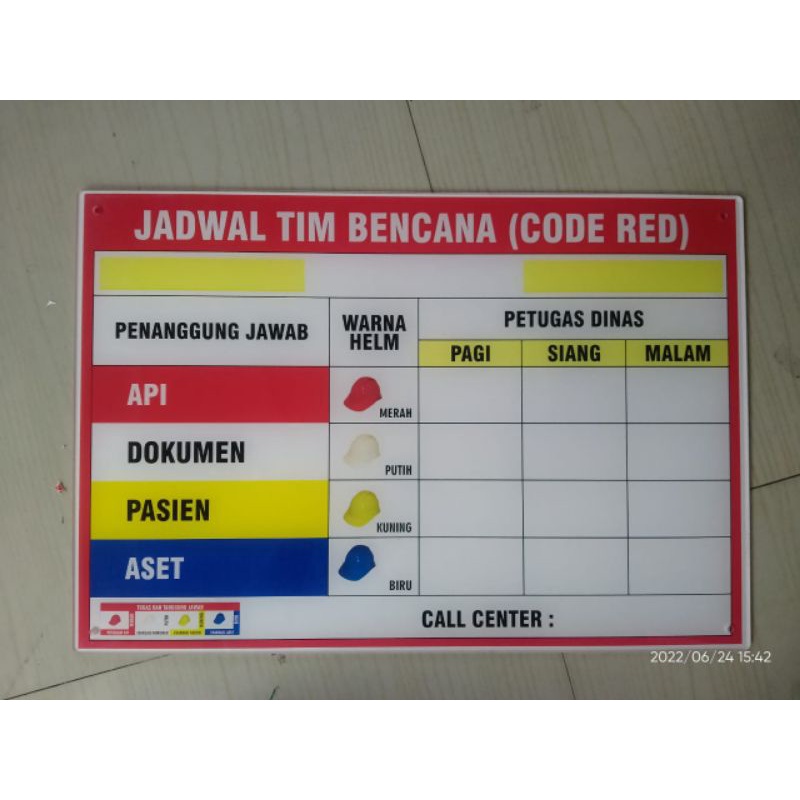 JADWAL TIM BENCANA (CODE RED)
PENANGGUNG JAWAB
WARNA
HELM
PETUGAS DINAS
PAGI SIANG MALAM
API
MERAH
DOKUMEN
PUTIH
PASIEN
KUNING
ASET
BIRU
CALL CENTER :
2022/06/24 15:42